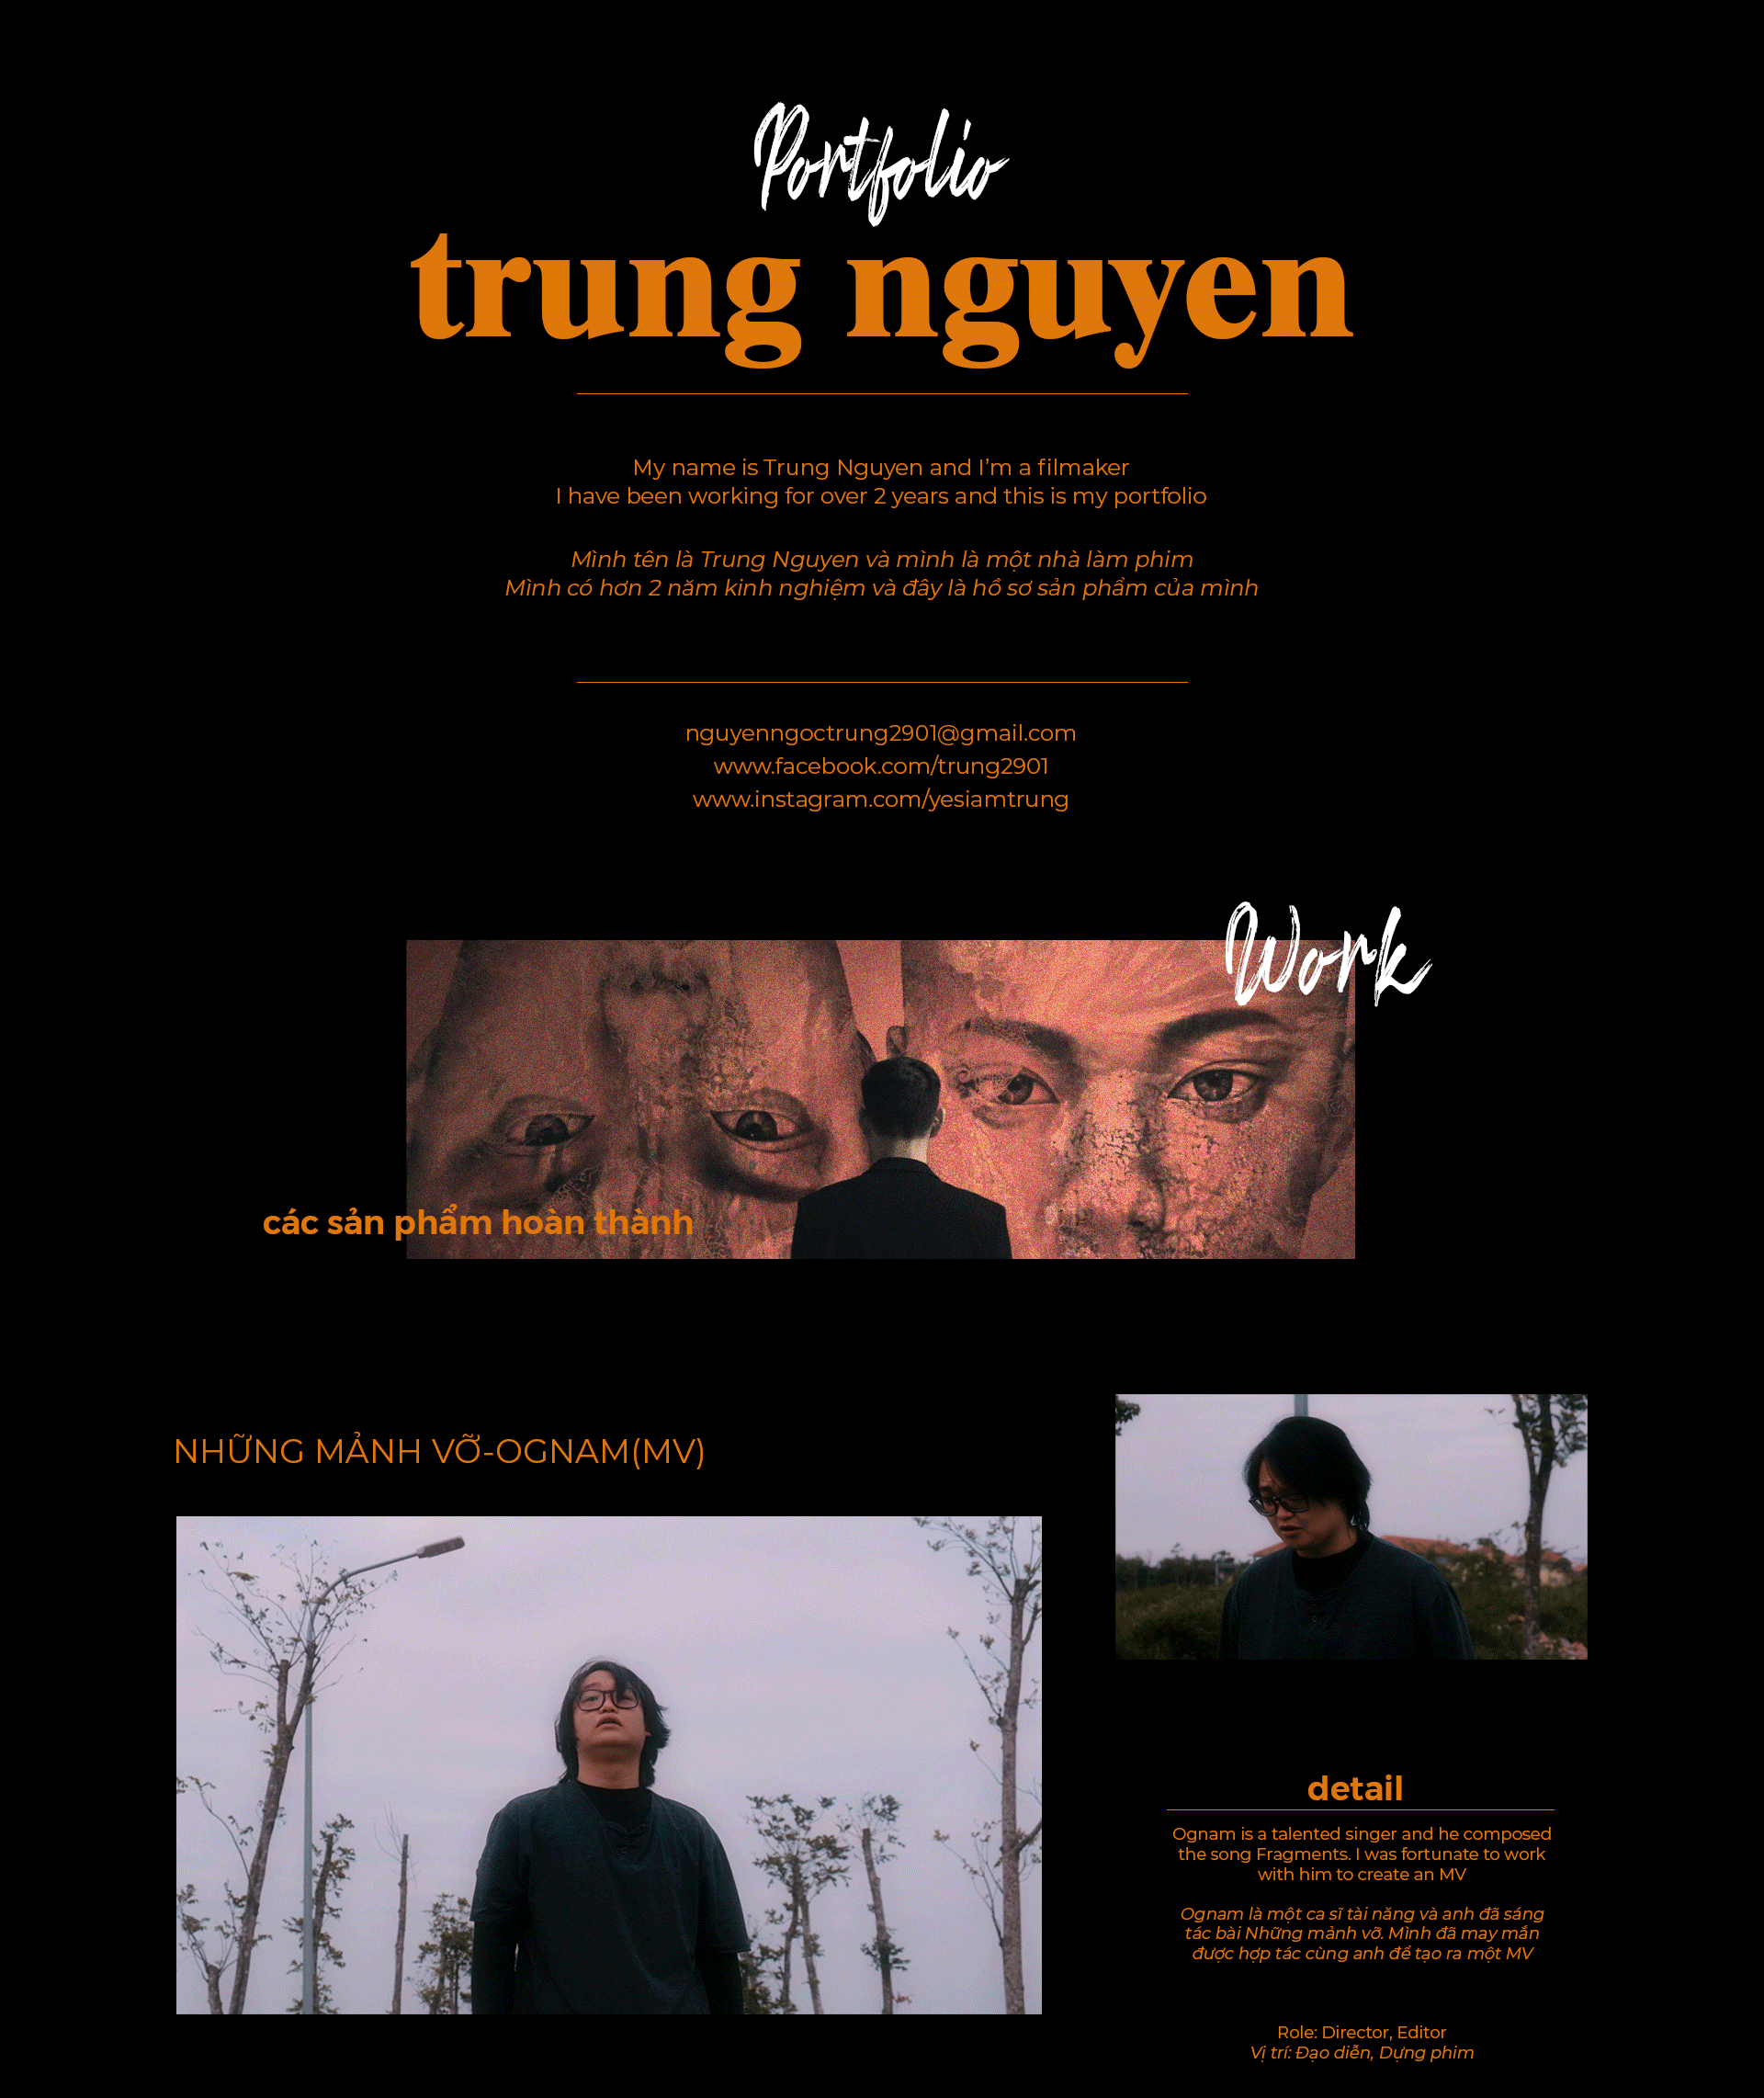 Portfolio
trung nguyen
My name is Trung Nguyen and I'm a filmaker
I have been working for over 2 years and this is my portfolio
Mình tên là Trung Nguyen và mình là một nhà làm phim
Mình có hơn 2 năm kinh nghiệm và đây là hồ sơ sản phẩm của mình
nguyenngoctrung2901@gmail.com
www.facebook.com/trung2901
www.instagram.com/yesiamtrung
Work
các sản phẩm hoàn thành
NHỮNG MẢNH VỠ-OGNAM(MV)
detail
Ognam is a talented singer and he composed
the song Fragments. I was fortunate to work
with him to create an MV
Ognam là một ca sĩ tài năng và anh đã sáng
tác bài Những mảnh vỡ. Mình đã may mắn
được hợp tác cùng anh để tạo ra một MV
Role: Director, Editor
Vị trí: Đạo diễn, Dựng phim